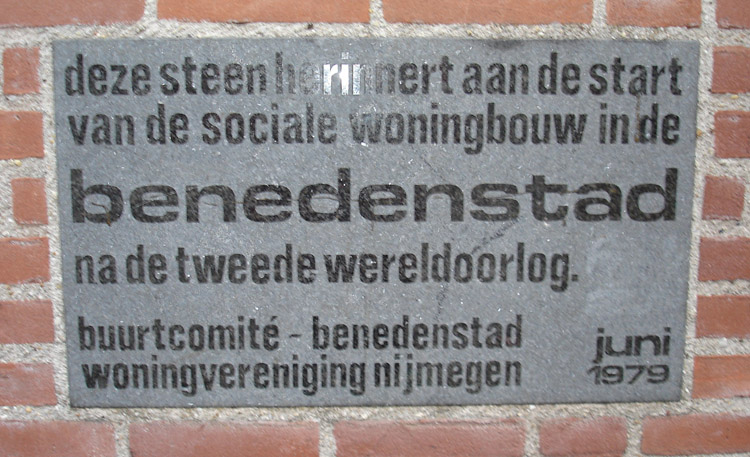 deze steen herinnert aan de start
van de sociale woningbouw in de
benedenstad
na de tweede wereldoorlog.
buurtcomité - benedenstad
woningvereniging nijmegen
juni
1979